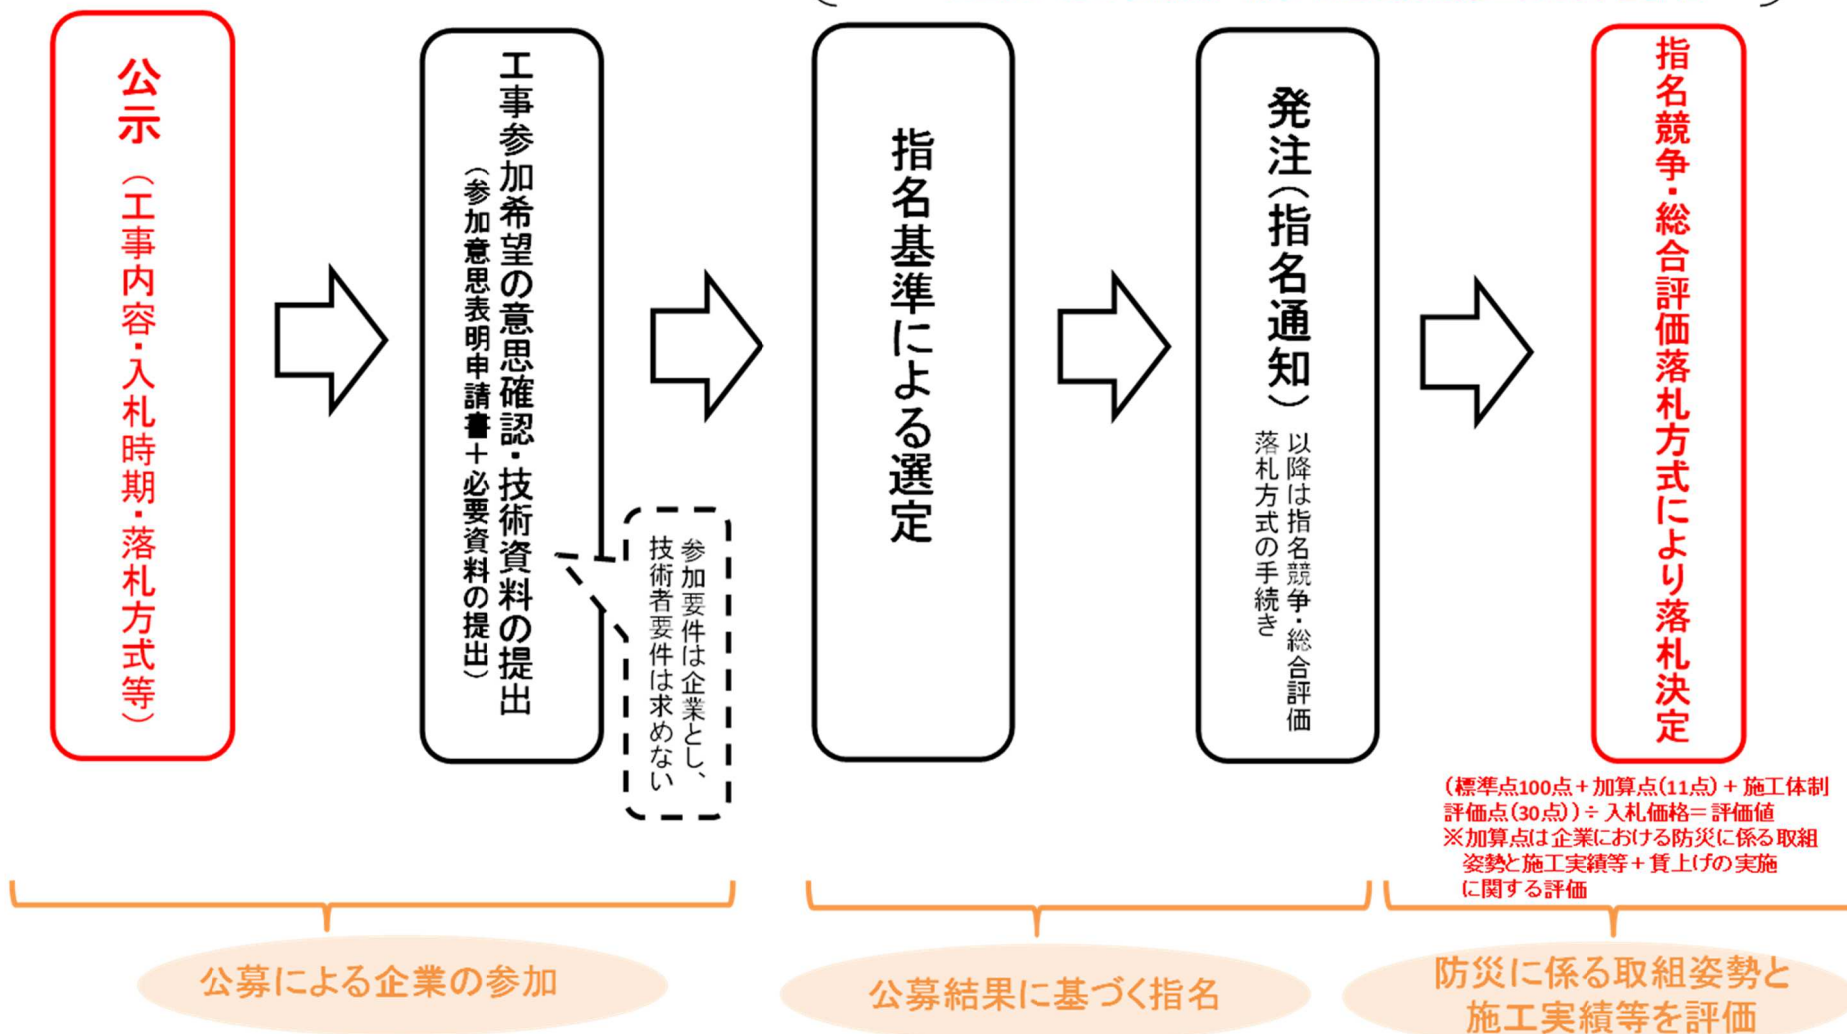 公示（工事内容・入札時期・落札方式等）
工事参加希望の意思確認・技術資料の提出
（参加意思表明申請書＋必要資料の提出）
参加要件は企業とし、
技術者要件は求めない
指名基準による選定
発注（指名通知）
以降は指名競争・総合評価
落札方式の手続き
指名競争・総合評価落札方式により落札決定
(標準点100点+加算点(11点)+施工体制
評価点(30点))÷入札価格=評価値
※加算点は企業における防災に係る取組
姿勢と施工実績等+賃上げの実施
に関する評価
公募による企業の参加
公募結果に基づく指名
防災に係る取組姿勢と
施工実績等を評価